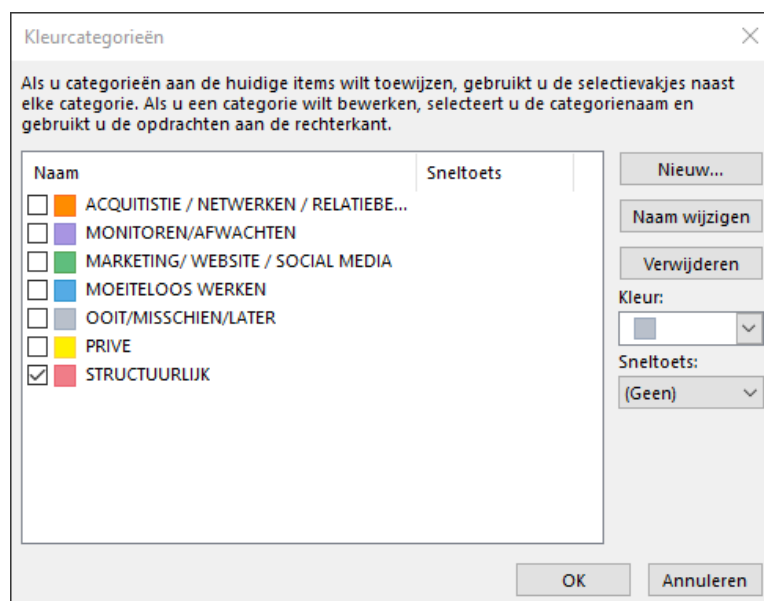 Kleurcategorieën
Als u categorieën aan de huidige items wilt toewijzen, gebruikt u de selectievakjes naast
elke categorie. Als u een categorie wilt bewerken, selecteert u de categorienaam en
gebruikt u de opdrachten aan de rechterkant.
Naam Sneltoets
ACQUITISTIE / NETWERKEN / RELATIEBE...
MONITOREN/AFWACHTEN
MARKETING/ WEBSITE / SOCIAL MEDIA
MOEITELOOS WERKEN
OOIT/MISSCHIEN/LATER
PRIVE
STRUCTUURLIJK
Nieuw...
Naam wijzigen
Verwijderen
Kleur:
Sneltoets:
(Geen)
OK Annuleren